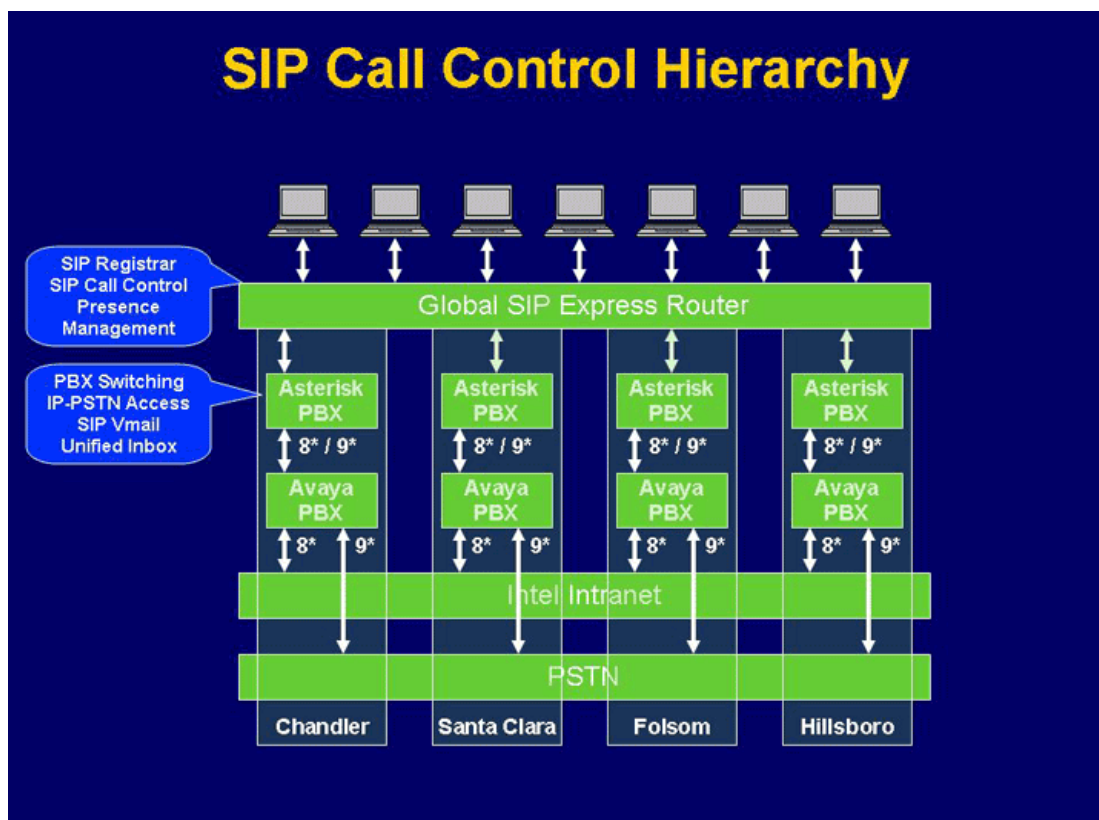 SIP Call Control Hierarchy
SIP Registrar
SIP Call Control
Presence
Management
Global SIP Express Router
PBX Switching
IP-PSTN Access
SIP Vmail
Unified Inbox
Asterisk
PBX
Asterisk
PBX
Asterisk
PBX
Asterisk
PBX
8* / 9*
8* / 9*
8* / 9*
8* / 9*
Avaya
PBX
Avaya
PBX
Avaya
PBX
Avaya
PBX
8*
9*
8*
9*
8*
9*
8*
9*
Intel Intranet
PSTN
Chandler
Santa Clara
Folsom
Hillsboro